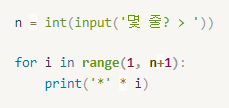 n = int(input('몇 줄? > '))
for i in range(1, n+1):
    print('*' * i)